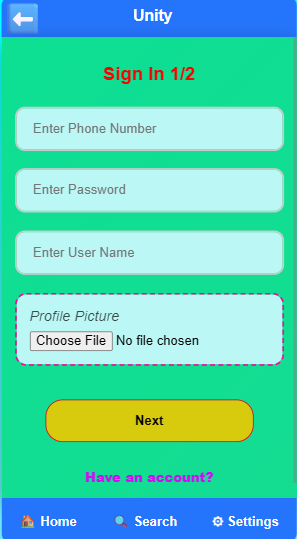 Unity
Sign In 1/2
Enter Phone Number
Enter Password
Enter User Name
Profile Picture
Choose File No file chosen
Next
Have an account?
Home Search Settings